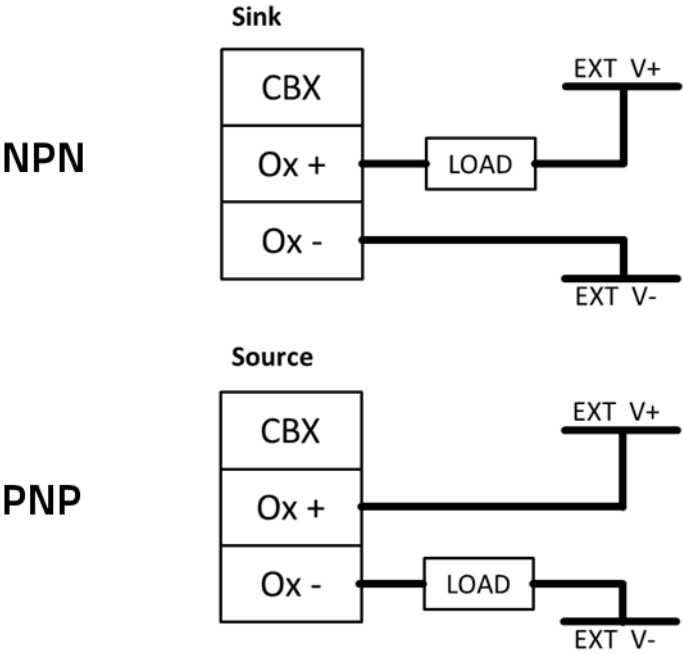 Sink
CBX
EXT V+
NPN
Ox +
LOAD
Ox -
EXT V-
Source
CBX
EXT V+
PNP
Ox +
Ox -
LOAD
EXT V-